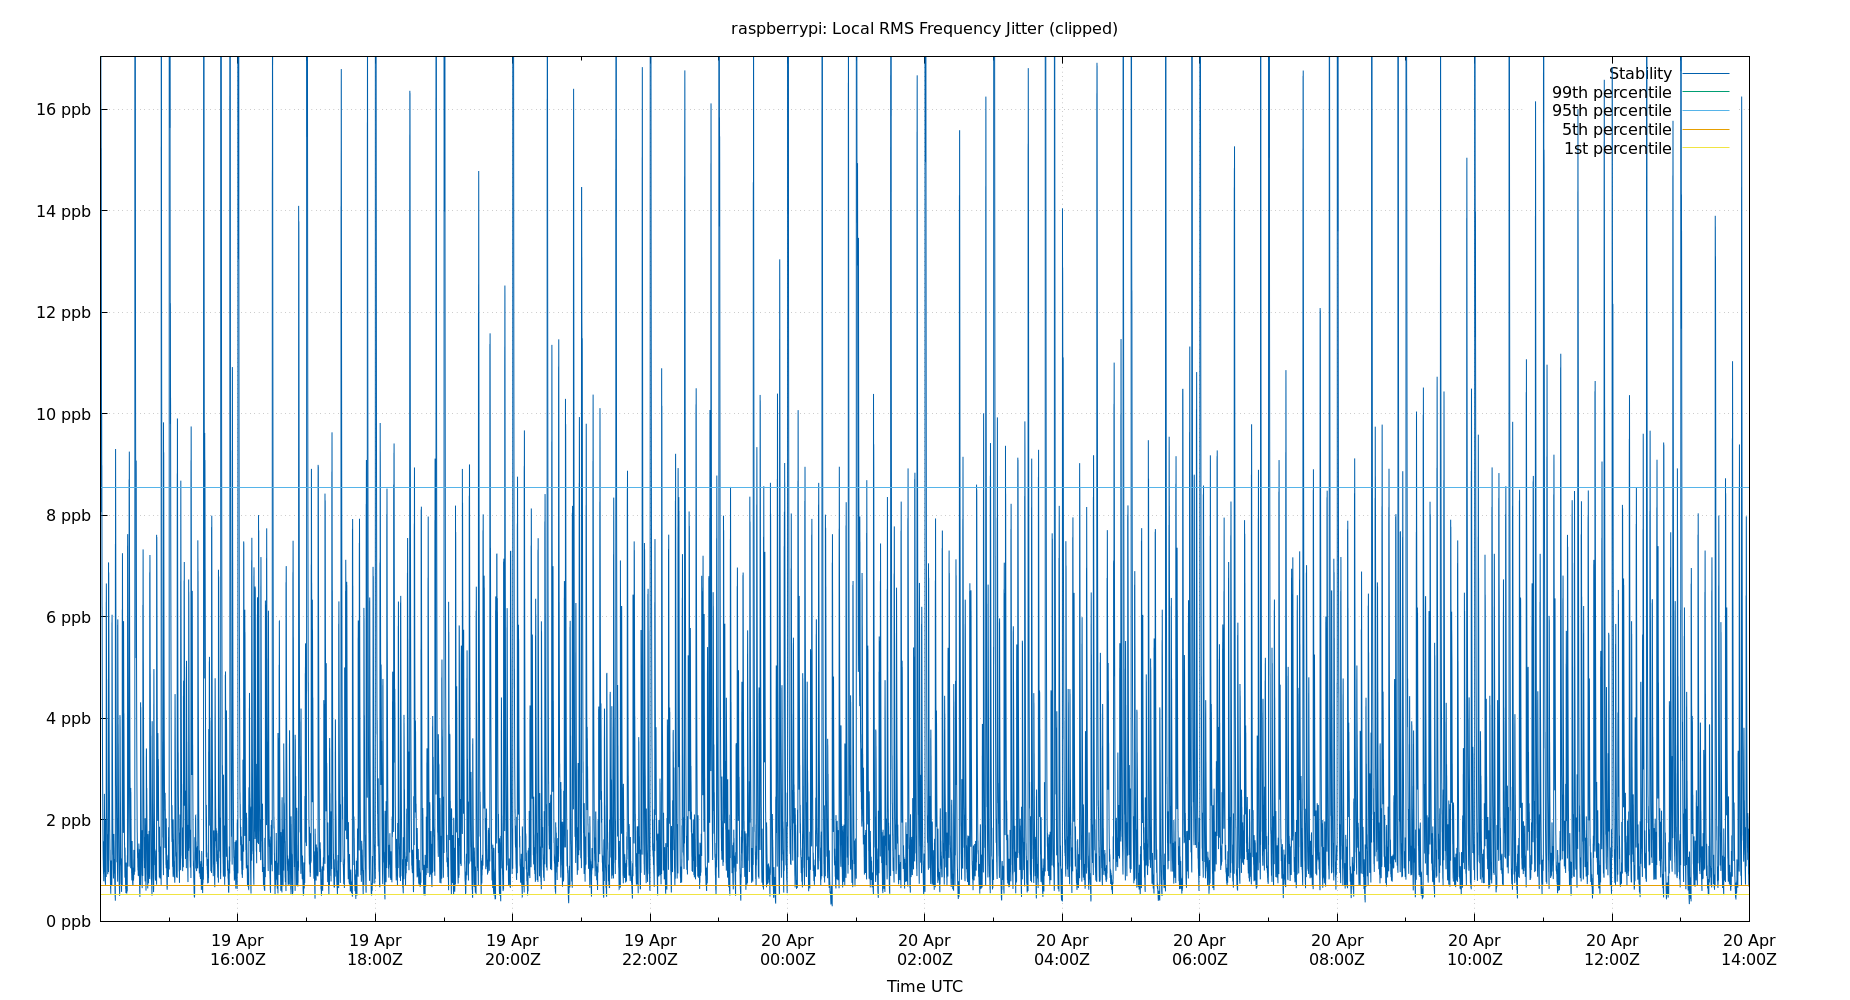 raspberrypi: Local RMS Frequency Jitter (clipped)
Stability
99th percentile
95th percentile
5th percentile
1st percentile
16 ppb
14 ppb
12 ppb
10 ppb
8 ppb
6 ppb
4 ppb
2 ppb
0 ppb
19 Apr 19 Apr 19 Apr 19 Apr 20 Apr 20 Apr 20 Apr 20 Apr 20 Apr 20 Apr 20 Apr 20 Apr
16:00Z 18:00Z 20:00Z 22:00Z 00:00Z 02:00Z 04:00Z 06:00Z 08:00Z 10:00Z 12:00Z 14:00Z
Time UTC